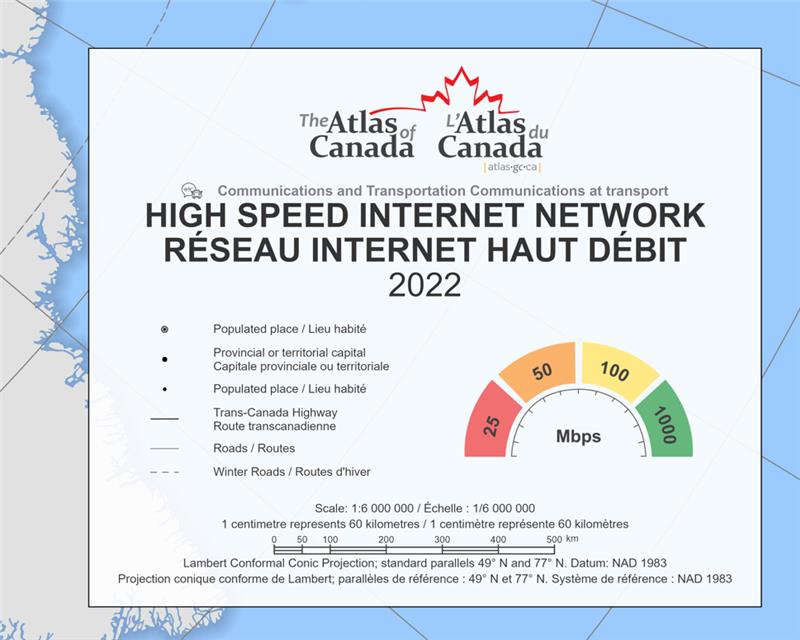 The Atlas of Canada
L'Atlas du Canada
[atlas•gc•ca]
Communications and Transportation Communications at transport
HIGH SPEED INTERNET NETWORK
RÉSEAU INTERNET HAUT DÉBIT
2022
Populated place / Lieu habité
Provincial or territorial capital
Capitale provinciale ou territoriale
Populated place / Lieu habité
Trans-Canada Highway
Route transcanadienne
Roads / Routes
Winter Roads / Routes d'hiver
25
50
100
1000
Mbps
Scale: 1:6 000 000 / Échelle : 1/6 000 000
1 centimetre represents 60 kilometres / 1 centimètre représente 60 kilomètres
0 100 200 300 400 500 km
Lambert Conformal Conic Projection; standard parallels 49° N and 77° N. Datum: NAD 1983
Projection conique conforme de Lambert; parallèles de référence : 49° N et 77° N. Système de référence : NAD 1983